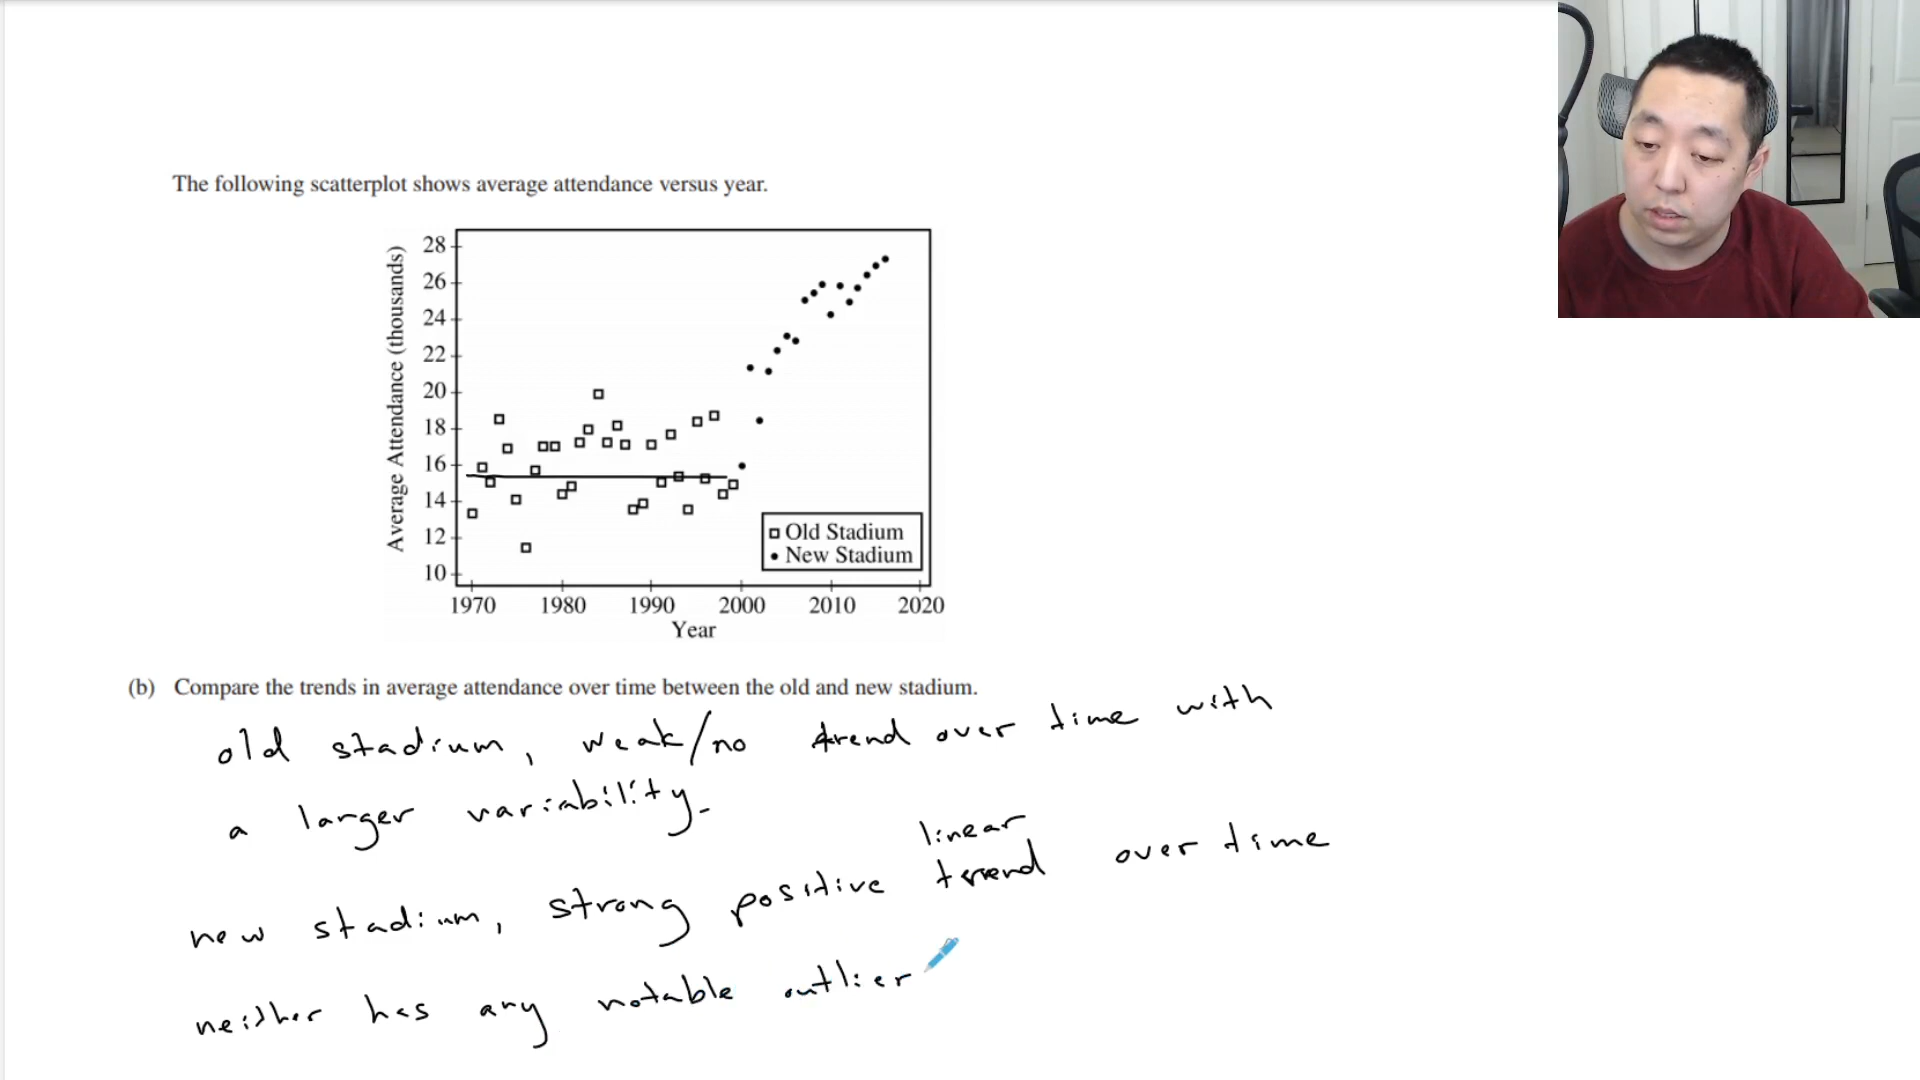 The following scatterplot shows average attendance versus year.
Average Attendance (thousands)
28
26
24
22
20
18
16
14
12
10
Old Stadium
New Stadium
1970 1980 1990 2000 2010 2020
Year
(b) Compare the trends in average attendance over time between the old and new stadium.
old stadium, weak/no trend over time with
a larger variability.
linear
new stadium, strong positive trend over time
neither has any notable outlier